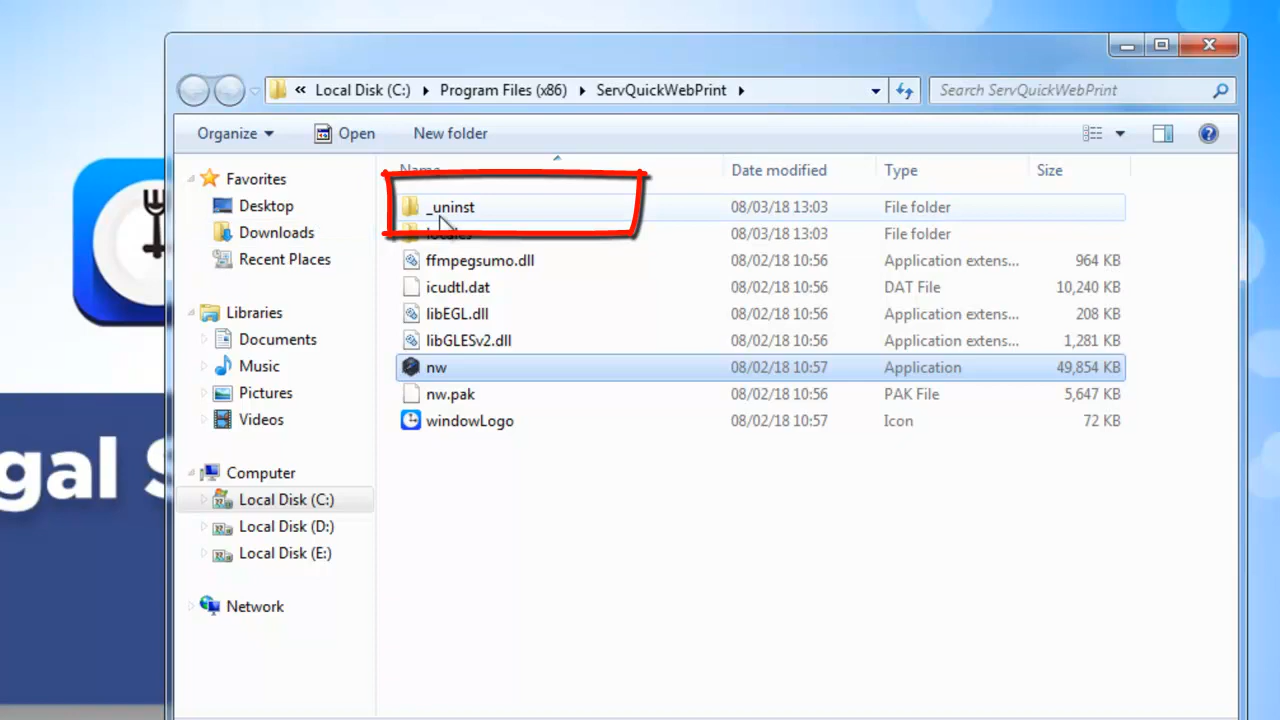 « Local Disk (C:) Program Files (x86) ServQuickWebPrint Search ServQuickWebPrint
Organize Open New folder
Favorites
Desktop
Downloads
Recent Places
Libraries
Documents
Music
Pictures
Videos
Computer
Local Disk (C:)
Local Disk (D:)
Local Disk (E:)
Network
Name Date modified Type Size
_uninst 08/03/18 13:03 File folder
locales 08/03/18 13:03 File folder
ffmpegsumo.dll 08/02/18 10:56 Application extens... 964 KB
icudtl.dat 08/02/18 10:56 DAT File 10,240 KB
libEGL.dll 08/02/18 10:56 Application extens... 208 KB
libGLESv2.dll 08/02/18 10:56 Application extens... 1,281 KB
nw 08/02/18 10:57 Application 49,854 KB
nw.pak 08/02/18 10:56 PAK File 5,647 KB
windowLogo 08/02/18 10:57 Icon 72 KB
gal S